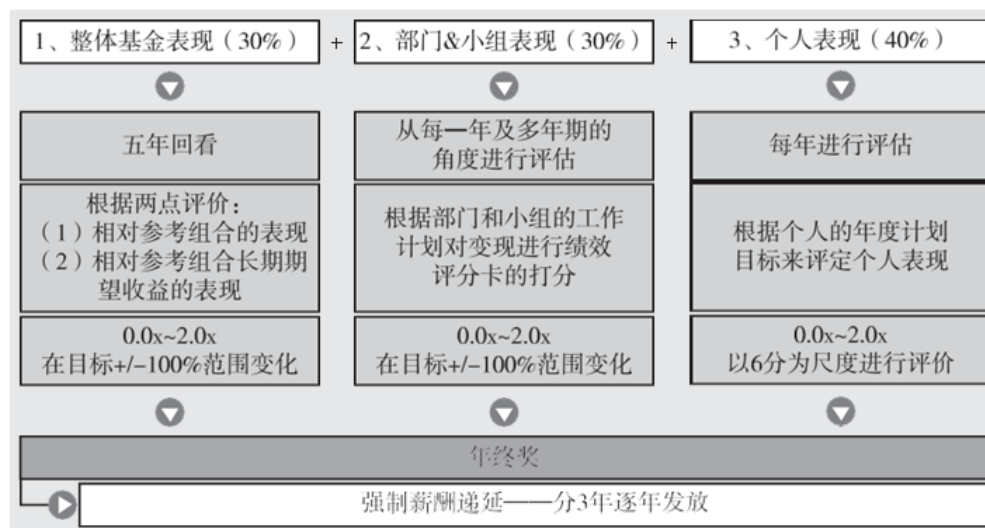 1、整体基金表现（30%）
+
2、部门&小组表现（30%）
+
3、个人表现（40%）
五年回看
从每一年及多年期的
角度进行评估
每年进行评估
根据两点评价：
（1）相对参考组合的表现
（2）相对参考组合长期期
望收益的表现
根据部门和小组的工作
计划对变现进行绩效
评分卡的打分
根据个人的年度计划
目标来评定个人表现
0.0x~2.0x
在目标+/-100%范围变化
0.0x~2.0x
在目标+/-100%范围变化
0.0x~2.0x
以6分为尺度进行评价
年终奖
强制薪酬递延——分3年逐年发放